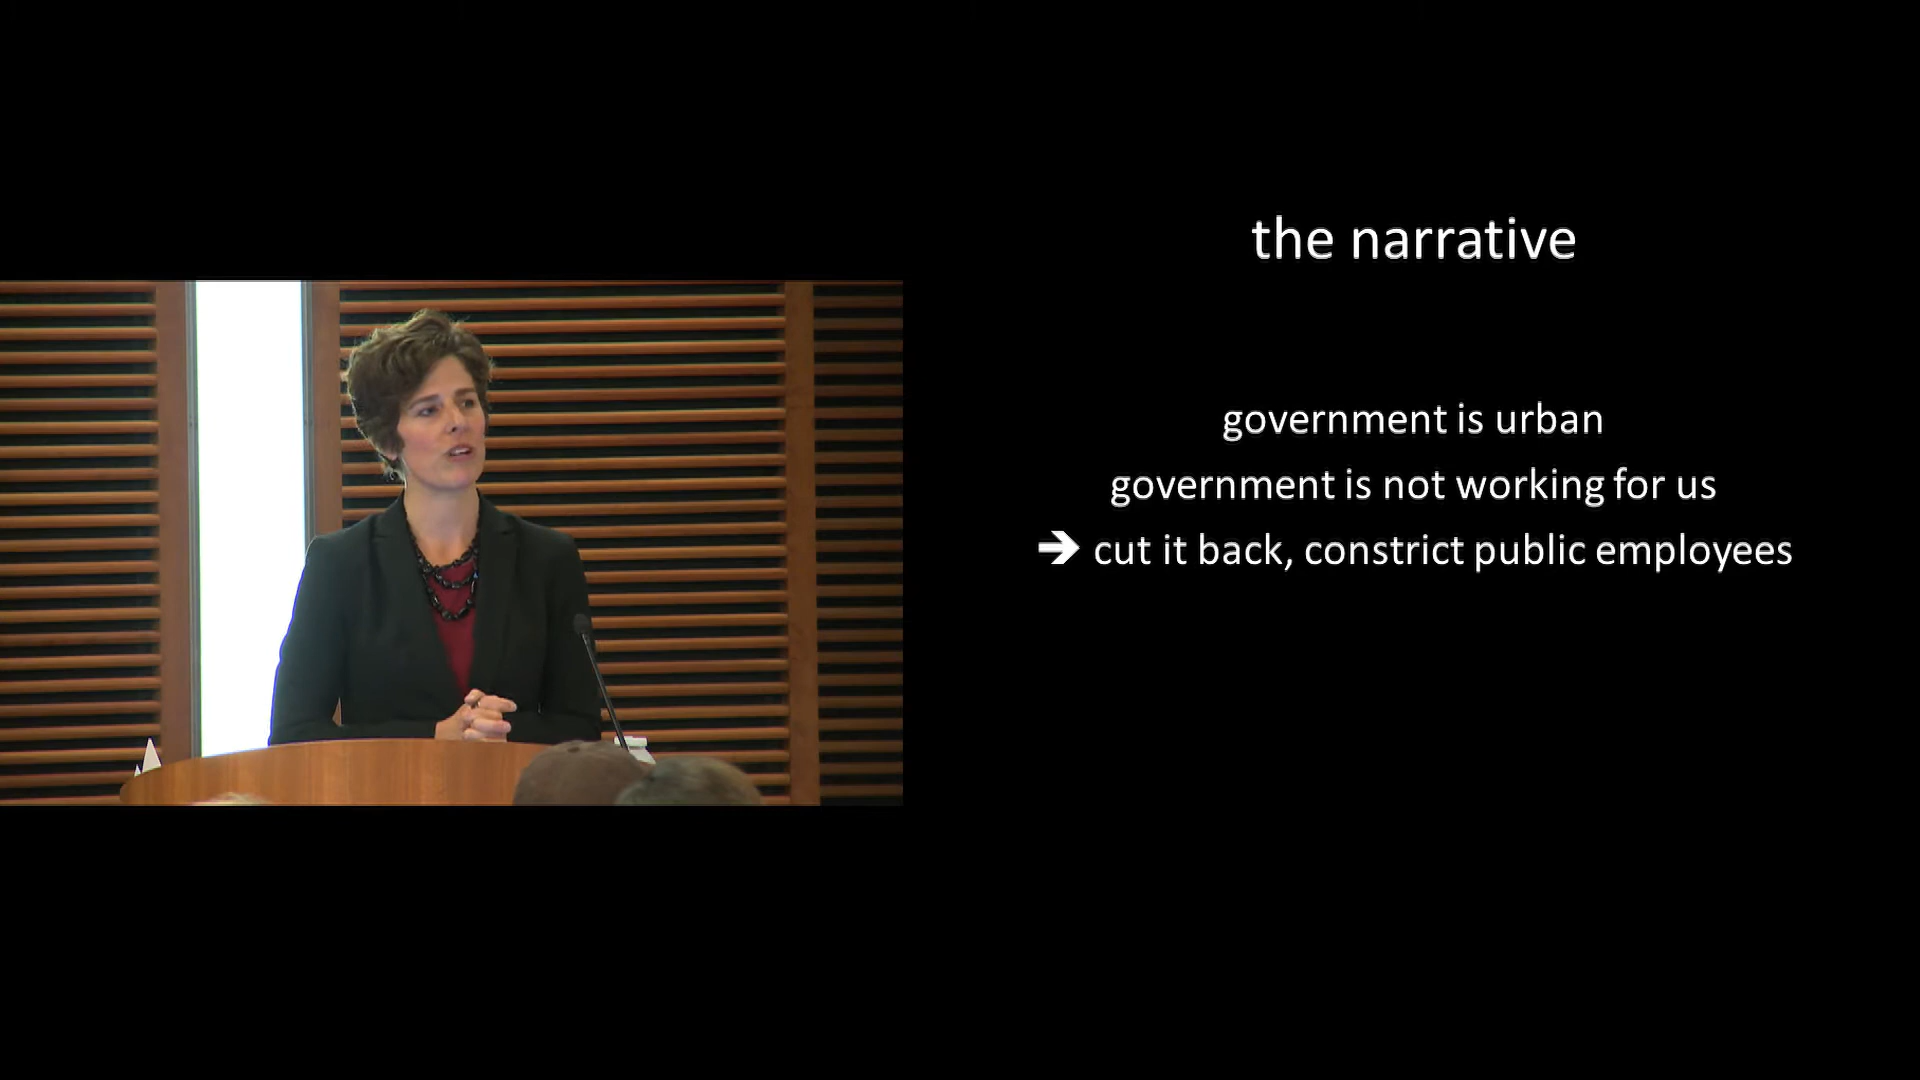 the narrative
government is urban
government is not working for us
➔ cut it back, constrict public employees